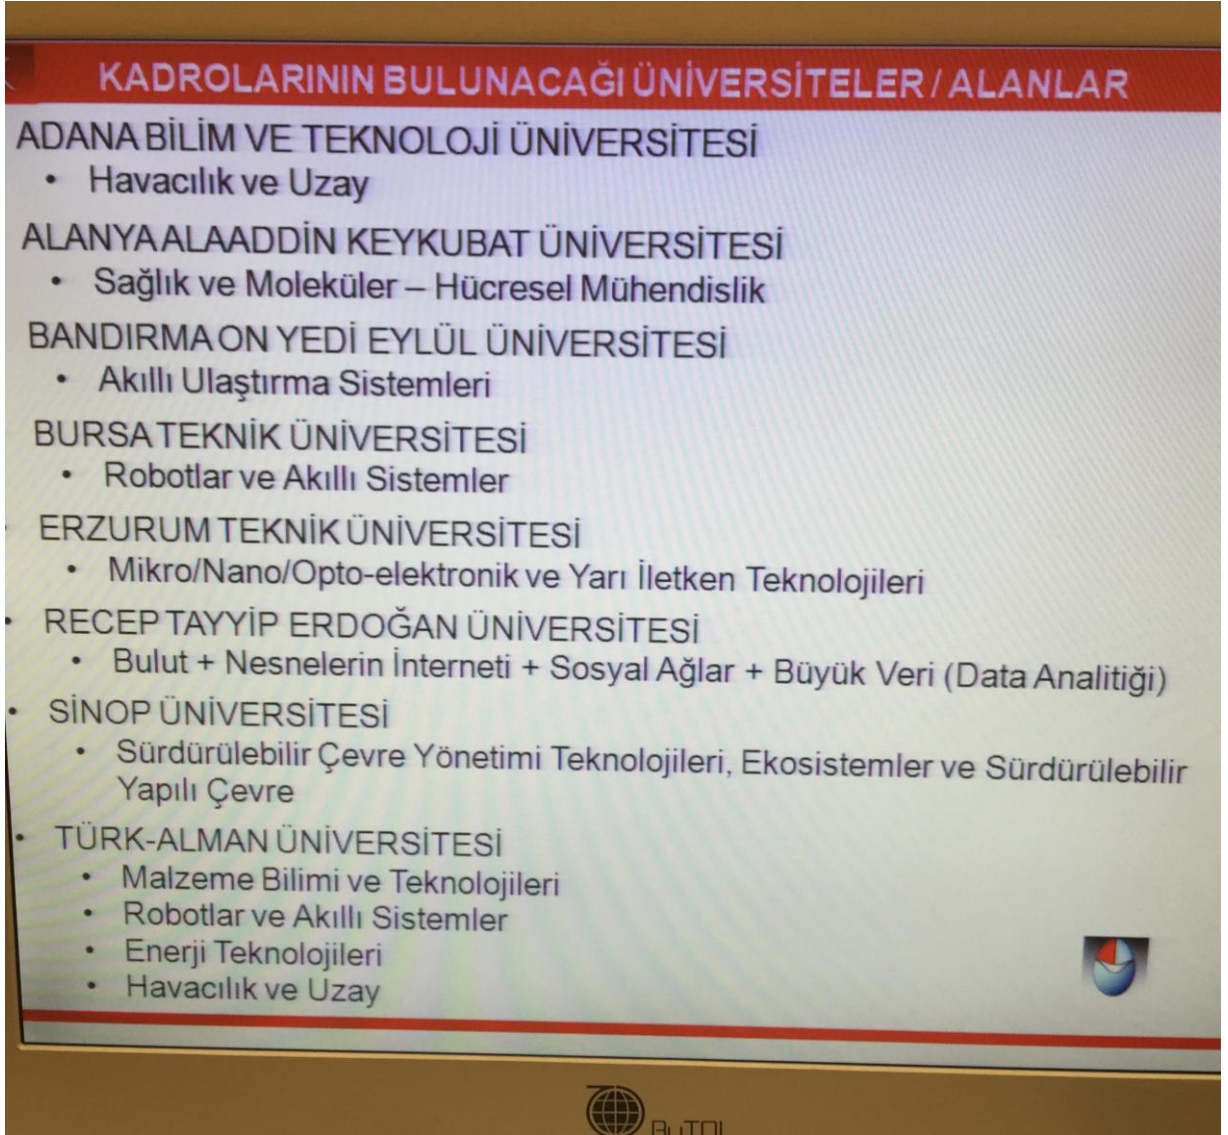 KADROLARININ BULUNACAĞI ÜNİVERSİTELER / ALANLAR
ADANA BİLİM VE TEKNOLOJİ ÜNİVERSİTESİ
• Havacılık ve Uzay
ALANYA ALAADDİN KEYKUBAT ÜNİVERSİTESİ
• Sağlık ve Moleküler – Hücresel Mühendislik
BANDIRMA ON YEDİ EYLÜL ÜNİVERSİTESİ
• Akıllı Ulaştırma Sistemleri
BURSA TEKNİK ÜNİVERSİTESİ
• Robotlar ve Akıllı Sistemler
ERZURUM TEKNİK ÜNİVERSİTESİ
• Mikro/Nano/Opto-elektronik ve Yarı İletken Teknolojileri
• RECEP TAYYİP ERDOĞAN ÜNİVERSİTESİ
• Bulut + Nesnelerin İnterneti + Sosyal Ağlar + Büyük Veri (Data Analitiği)
• SİNOP ÜNİVERSİTESİ
• Sürdürülebilir Çevre Yönetimi Teknolojileri, Ekosistemler ve Sürdürülebilir
Yapılı Çevre
• TÜRK-ALMAN ÜNİVERSİTESİ
• Malzeme Bilimi ve Teknolojileri
• Robotlar ve Akıllı Sistemler
• Enerji Teknolojileri
• Havacılık ve Uzay